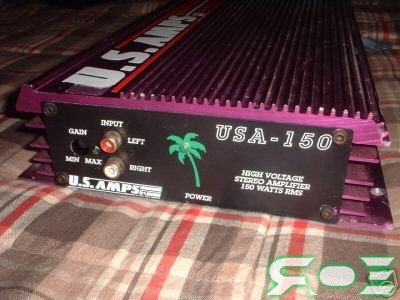 U.S. AMPS
INPUT
GAIN
LEFT
MIN MAX
RIGHT
U.S. AMPS
POWER
USA-150
HIGH VOLTAGE
STEREO AMPLIFIER
150 WATTS RMS